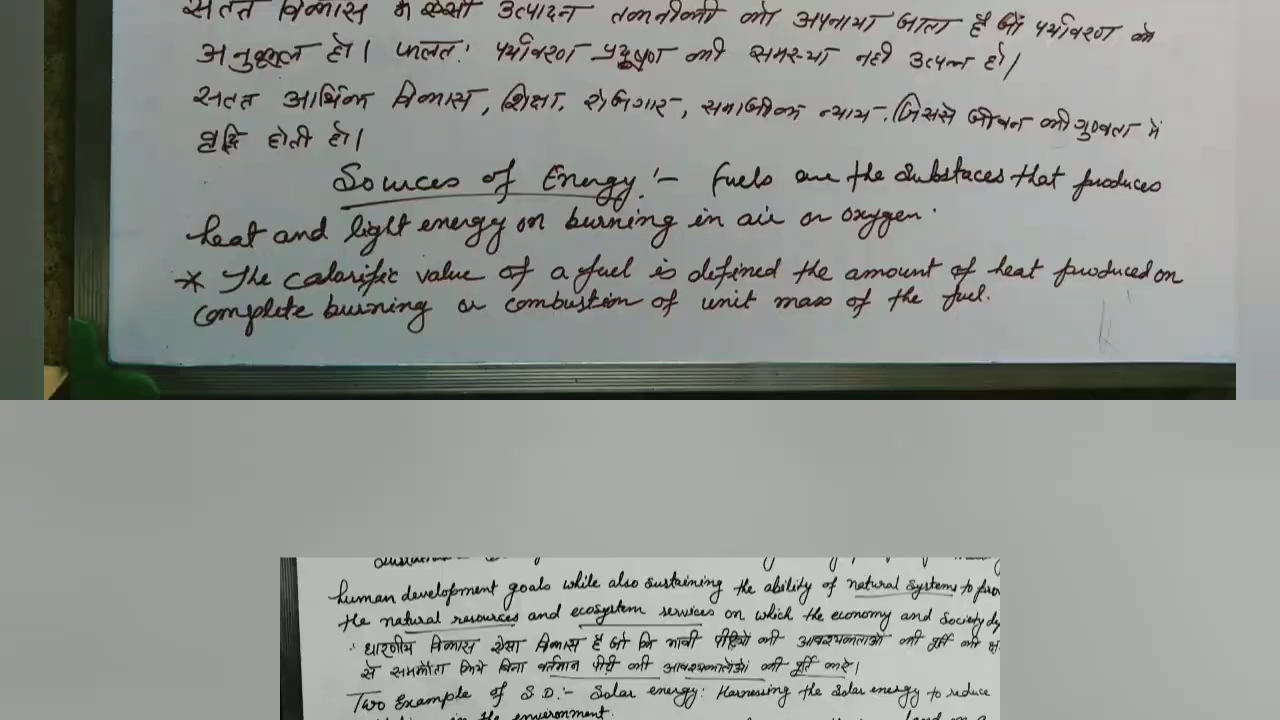 सतत विकास में ऐसी उत्पादन तकनीकी को अपनाया जाता है जो पर्यावरण के
अनुकूल हो। फलतः पर्यावरण प्रदूषण की समस्या नही उत्पन्न हो।
सतत आर्थिक विकास, शिक्षा, रोजगार, समाजीक न्याय, जिससे जीवन की गुणवता में
वृद्धि होती हो।
Sources of Energy :- fuels are the substaces that produces
heat and light energy on burning in air or oxygen.
* The calarific value of a fuel is defined the amount of heat produced on
complete burning or combustion of unit mass of the fuel.
human development goals while also sustaining the ability of natural systems to
the natural resources and ecosystem services on which the economy and society
धारणीय विकास ऐसा विकास है जो कि भावी पीढियो की आवश्यकताओ की पूर्ति की
से समझौता किये बिना वर्तमान पीढी की आवश्यकताओं की पूर्ति करे।
Two Example of S.D. :- Solar energy : Harnessing the solar energy to reduce
in the environment.
land on a